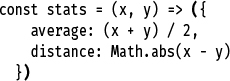 const stats = (x, y) => ({
    average: (x + y) / 2,
    distance: Math.abs(x - y)
  })